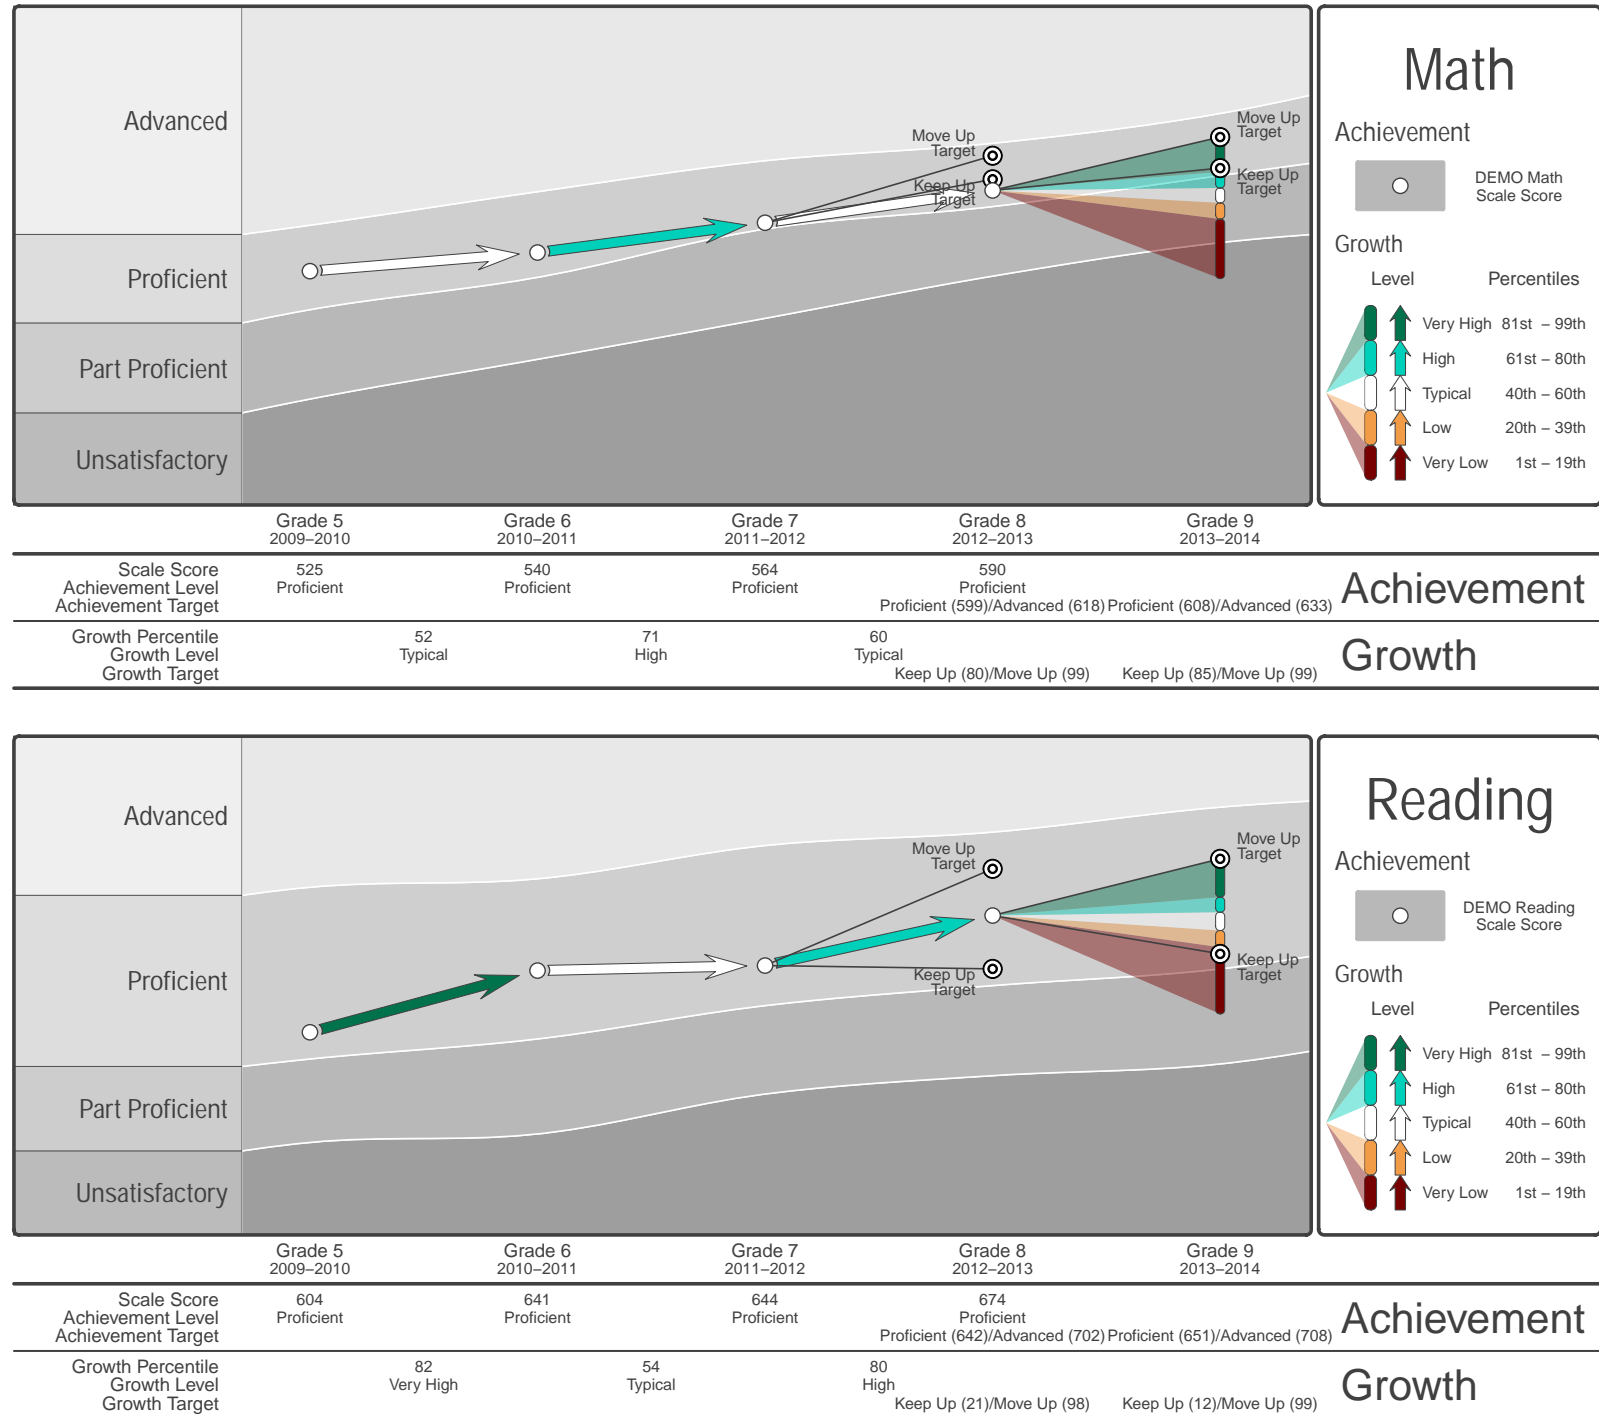 Advanced
Proficient
Part Proficient
Unsatisfactory
Move Up
Target
Keep Up
Target
Move Up
Target
Keep Up
Target
Math
Achievement
DEMO Math
Scale Score
Growth
Level Percentiles
Very High 81st – 99th
High 61st – 80th
Typical 40th – 60th
Low 20th – 39th
Very Low 1st – 19th
Grade 5 Grade 6 Grade 7 Grade 8 Grade 9
2009–2010 2010–2011 2011–2012 2012–2013 2013–2014
Scale Score 525 540 564 590
Achievement Level Proficient Proficient Proficient Proficient
Achievement Target Proficient (599)/Advanced (618) Proficient (608)/Advanced (633)
Achievement
Growth Percentile 52 71 60
Growth Level Typical High Typical
Growth Target Keep Up (80)/Move Up (99) Keep Up (85)/Move Up (99)
Growth
Advanced
Proficient
Part Proficient
Unsatisfactory
Move Up
Target
Keep Up
Target
Move Up
Target
Keep Up
Target
Reading
Achievement
DEMO Reading
Scale Score
Growth
Level Percentiles
Very High 81st – 99th
High 61st – 80th
Typical 40th – 60th
Low 20th – 39th
Very Low 1st – 19th
Grade 5 Grade 6 Grade 7 Grade 8 Grade 9
2009–2010 2010–2011 2011–2012 2012–2013 2013–2014
Scale Score 604 641 644 674
Achievement Level Proficient Proficient Proficient Proficient
Achievement Target Proficient (642)/Advanced (702) Proficient (651)/Advanced (708)
Achievement
Growth Percentile 82 54 80
Growth Level Very High Typical High
Growth Target Keep Up (21)/Move Up (98) Keep Up (12)/Move Up (99)
Growth